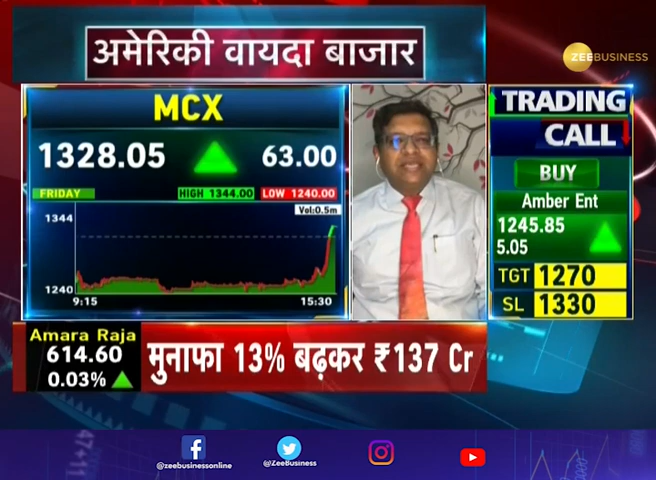 अमेरिकी वायदा बाजार
ZEEBUSINESS
MCX
1328.05 63.00
FRIDAY HIGH 1344.00 LOW 1240.00
Vol:0.5m
1344
1240
9:15 15:30
TRADING
CALL
BUY
Amber Ent
1245.85
5.05
TGT 1270
SL 1330
Amara Raja
614.60
0.03%
मुनाफा 13% बढ़कर ₹137 Cr
@zeebusinessonline
@ZeeBusiness